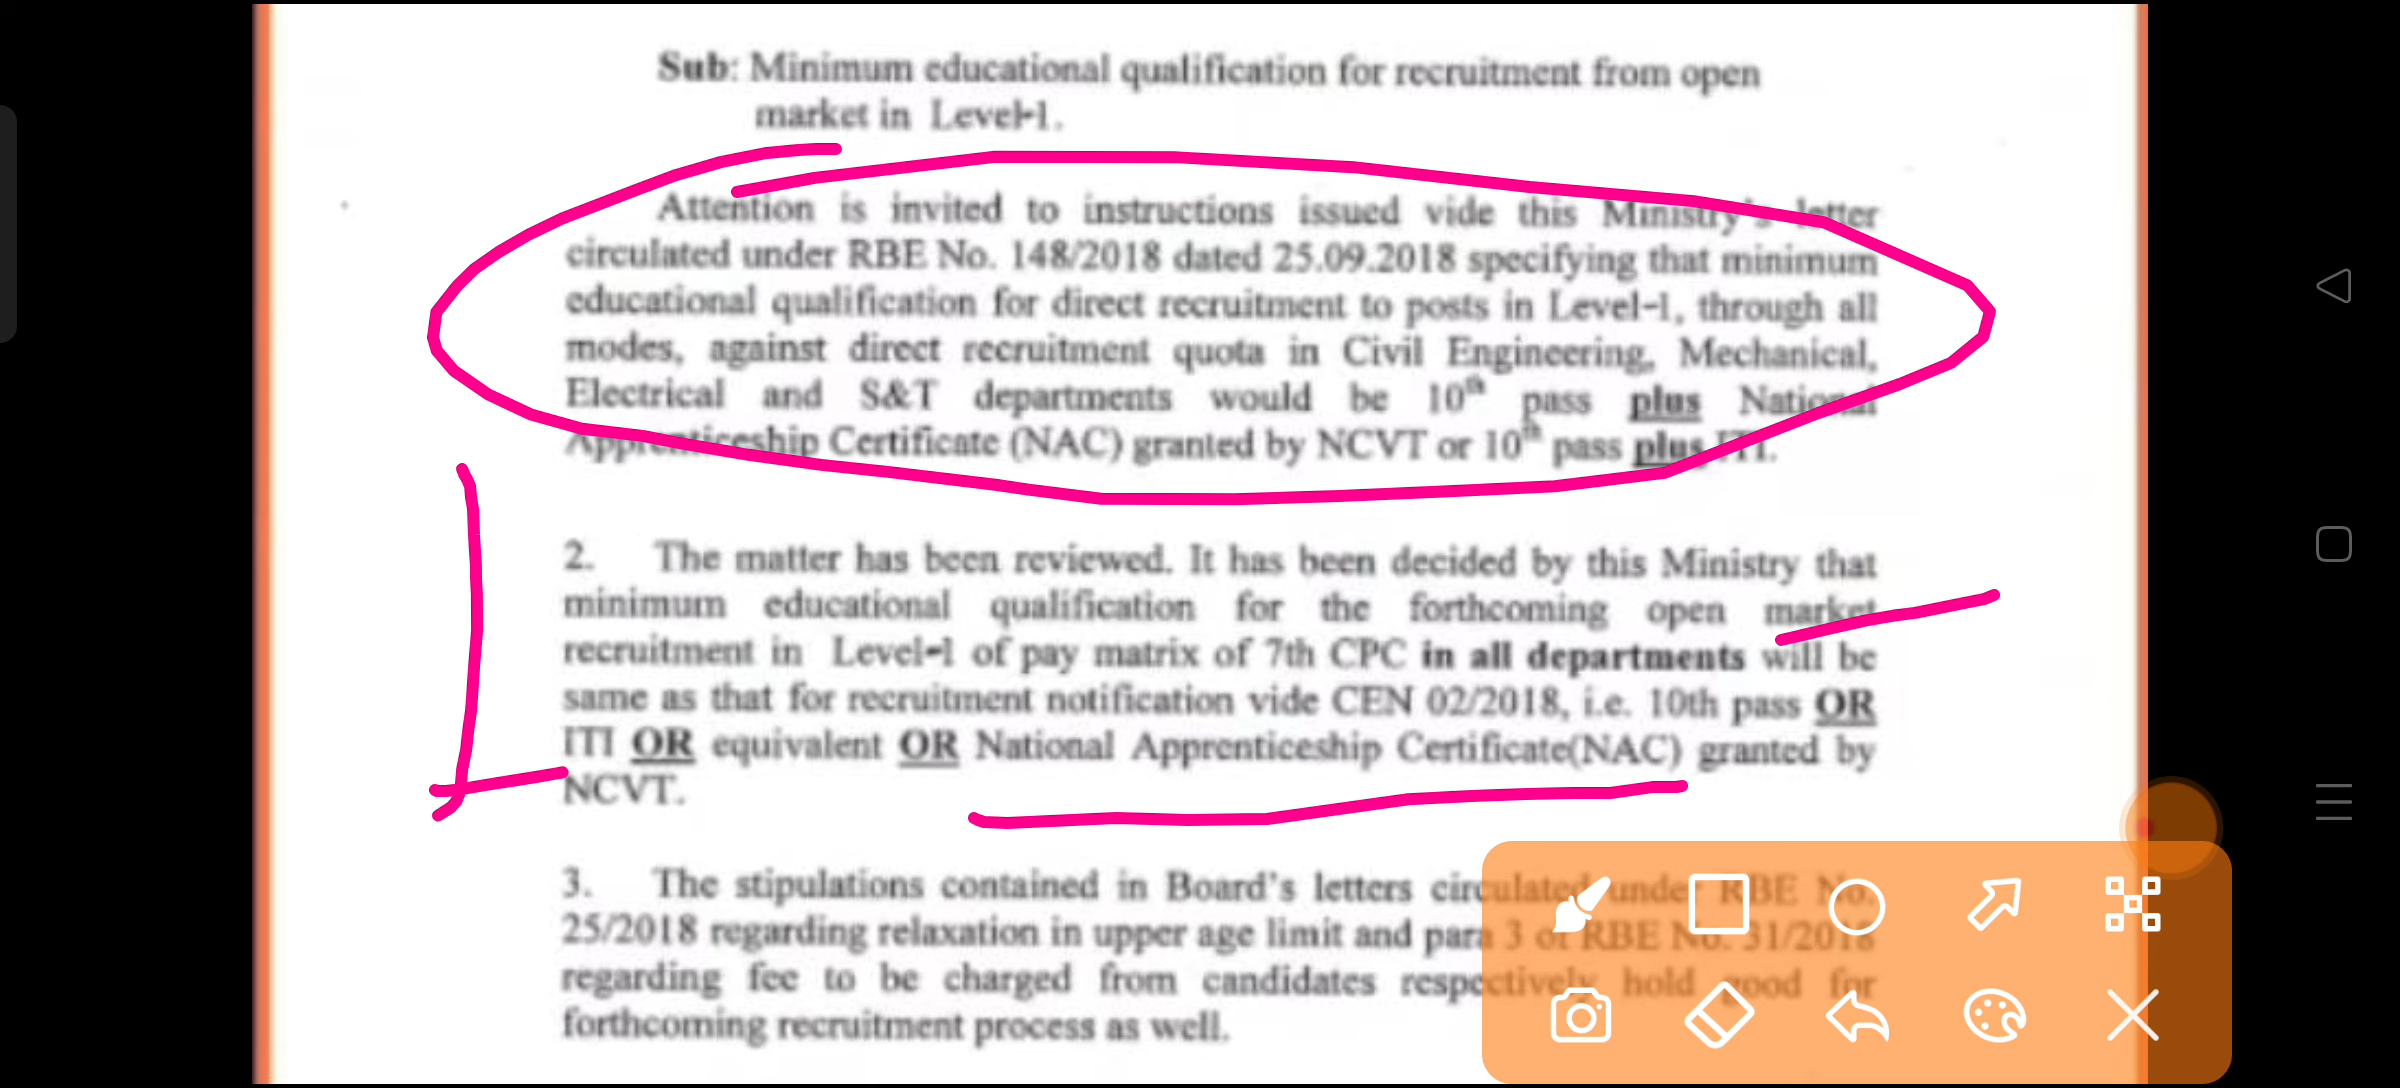 Sub: Minimum educational qualification for recruitment from open
market in Level-1.
Attention is invited to instructions issued vide this Ministry's letter
circulated under RBE No. 148/2018 dated 25.09.2018 specifying that minimum
educational qualification for direct recruitment to posts in Level-1, through all
modes, against direct recruitment quota in Civil Engineering, Mechanical,
Electrical and S&T departments would be 10th pass plus National
Apprenticeship Certificate (NAC) granted by NCVT or 10th pass plus ITI.
2. The matter has been reviewed. It has been decided by this Ministry that
minimum educational qualification for the forthcoming open market
recruitment in Level-1 of pay matrix of 7th CPC in all departments will be
same as that for recruitment notification vide CEN 02/2018, i.e. 10th pass OR
ITI OR equivalent OR National Apprenticeship Certificate(NAC) granted by
NCVT.
3. The stipulations contained in Board's letters circulated under RBE No.
25/2018 regarding relaxation in upper age limit and para 3 of RBE No. 31/2018
regarding fee to be charged from candidates respectively hold good for
forthcoming recruitment process as well.